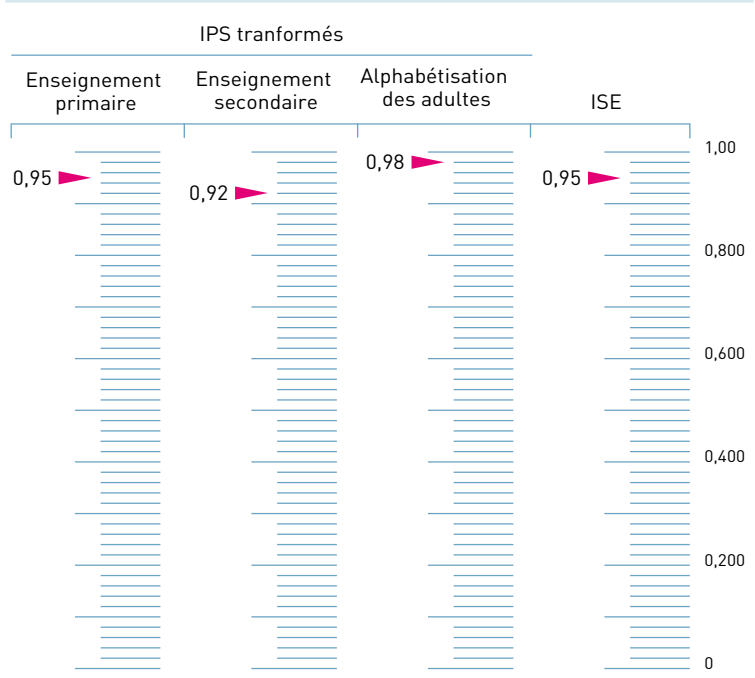 IPS tranformés
Enseignement
primaire
Enseignement
secondaire
Alphabétisation
des adultes
ISE
0,95
0,92
0,98
0,95
1,00
0,800
0,600
0,400
0,200
0